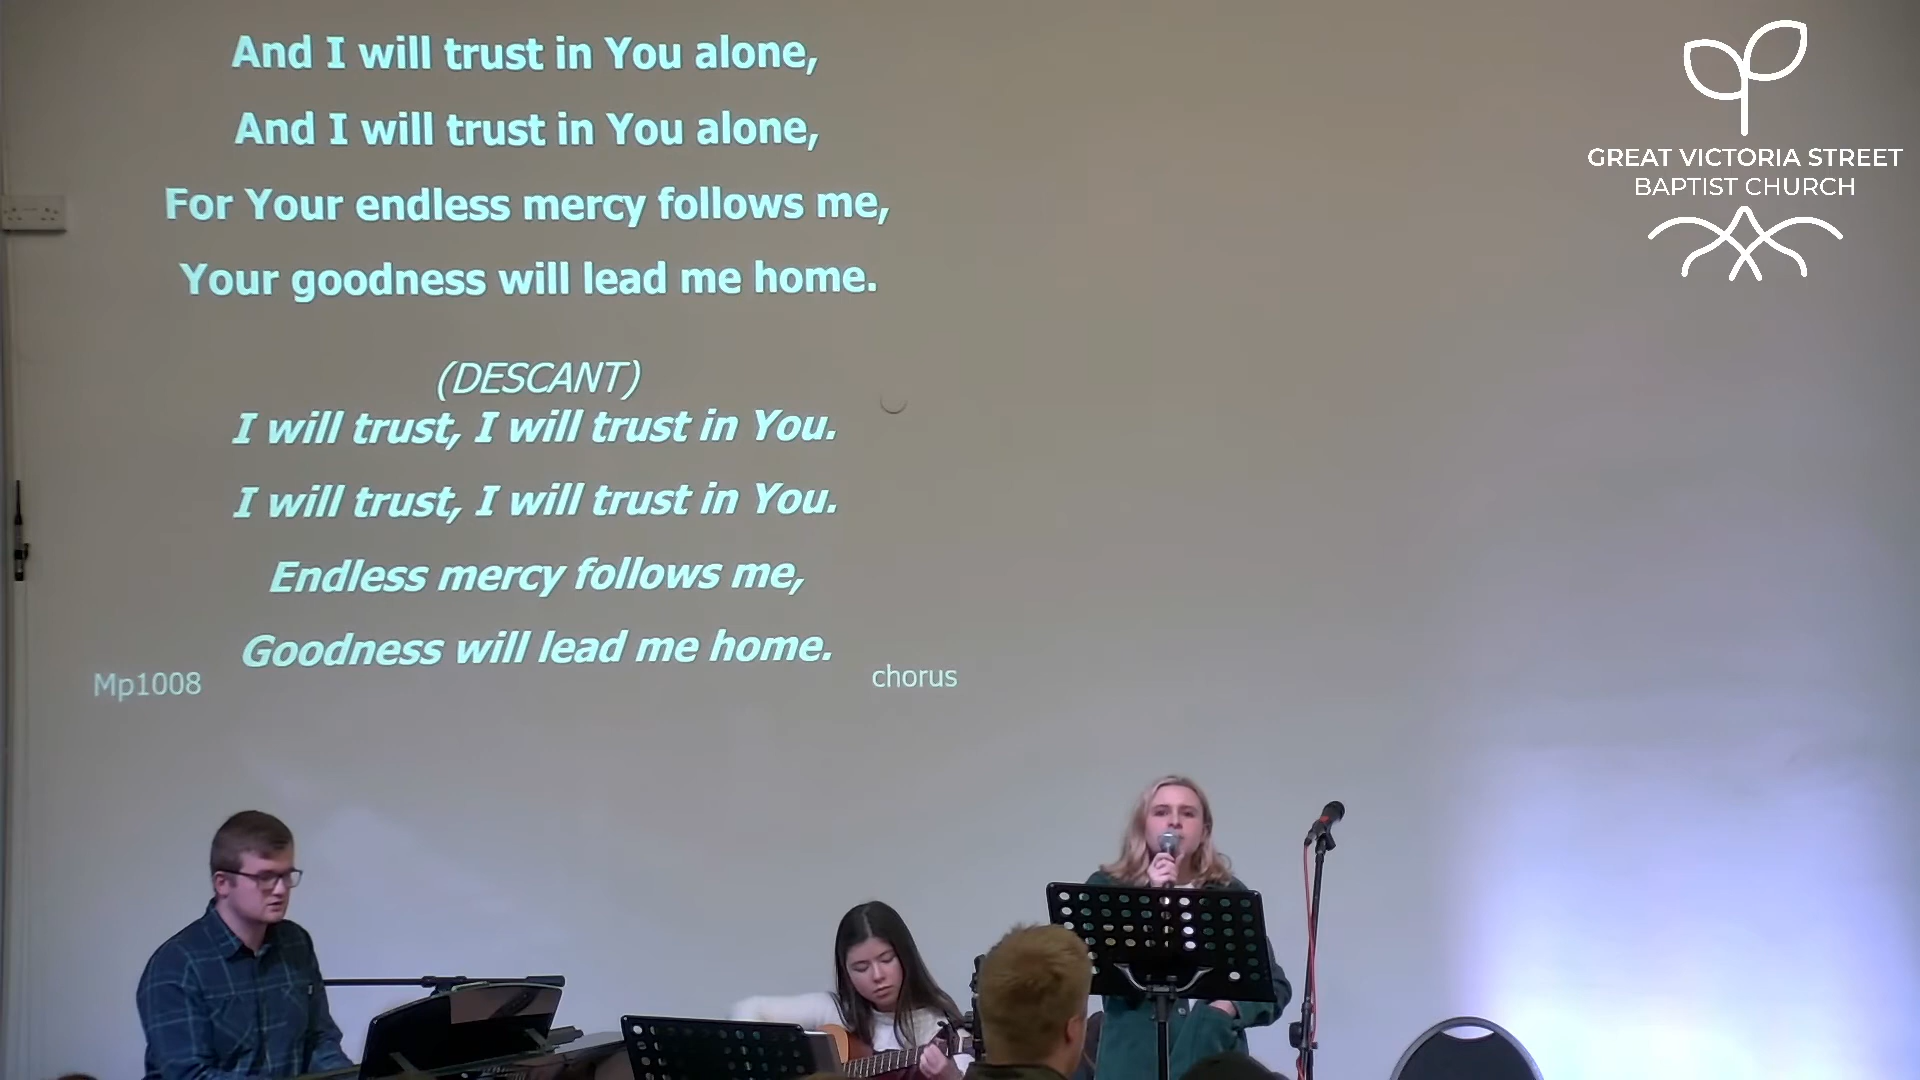 And I will trust in You alone,
And I will trust in You alone,
For Your endless mercy follows me,
Your goodness will lead me home.
(DESCANT)
I will trust, I will trust in You.
I will trust, I will trust in You.
Endless mercy follows me,
Goodness will lead me home.
Mp1008
chorus
GREAT VICTORIA STREET
BAPTIST CHURCH